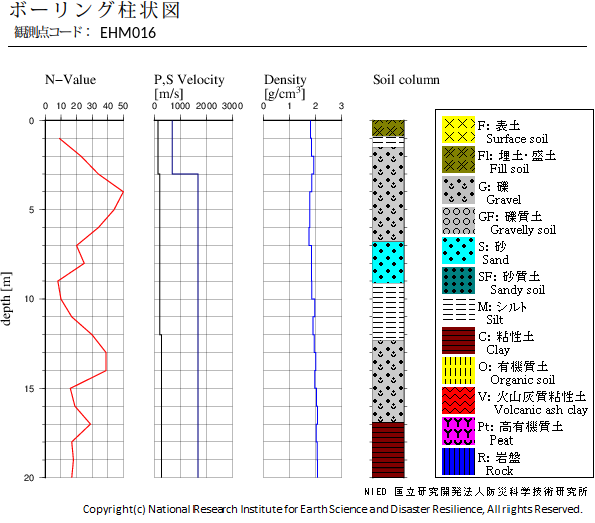 ボーリング柱状図
観測点コード： EHM016
N-Value P,S Velocity Density Soil column
[m/s] [g/cm³]
0 10 20 30 40 50 0 1000 2000 3000 0 1 2 3
0
5
10
15
20
depth [m]
F: 表土
Surface soil
Fl: 埋土・盛土
Fill soil
G: 礫
Gravel
GF: 礫質土
Gravelly soil
S: 砂
Sand
SF: 砂質土
Sandy soil
M: シルト
Silt
C: 粘性土
Clay
O: 有機質土
Organic soil
V: 火山灰質粘性土
Volcanic ash clay
Pt: 高有機質土
Peat
R: 岩盤
Rock
NIED 国立研究開発法人防災科学技術研究所
Copyright(c) National Research Institute for Earth Science and Disaster Resilience, All rights Reserved.